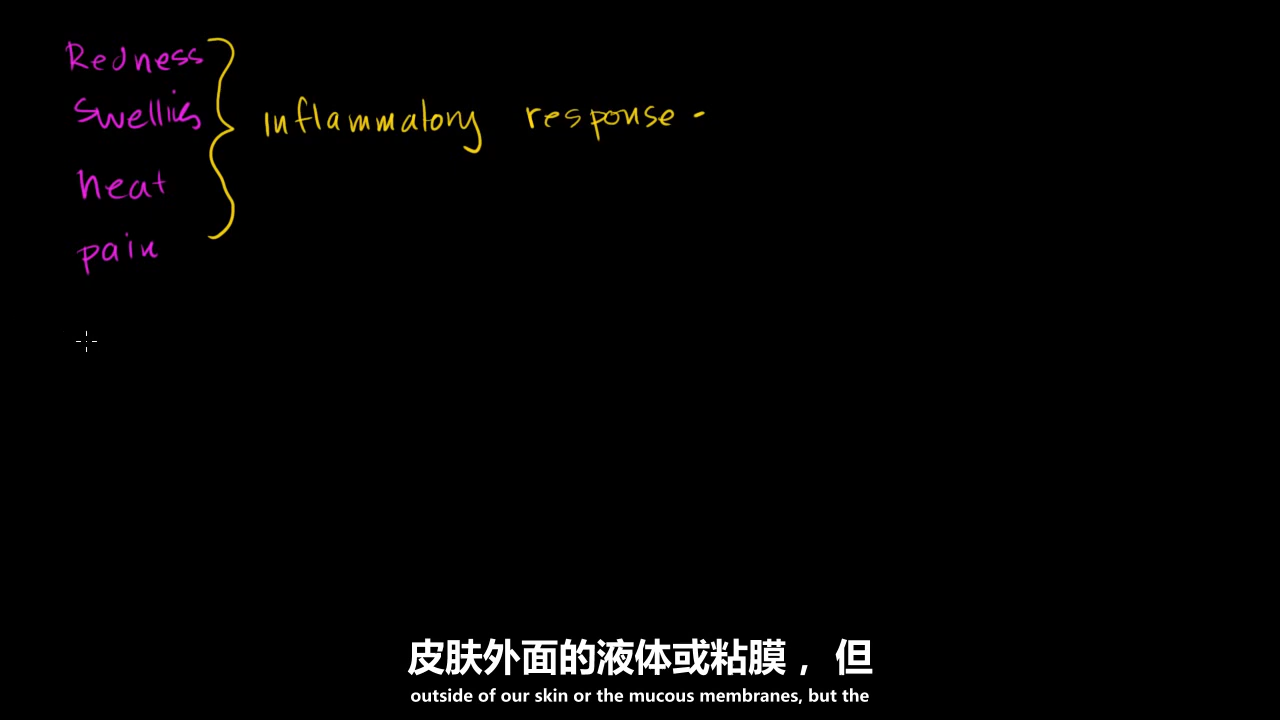 Redness
Swelling
inflammatory response -
heat
pain
皮肤外面的液体或粘膜，但
outside of our skin or the mucous membranes, but the